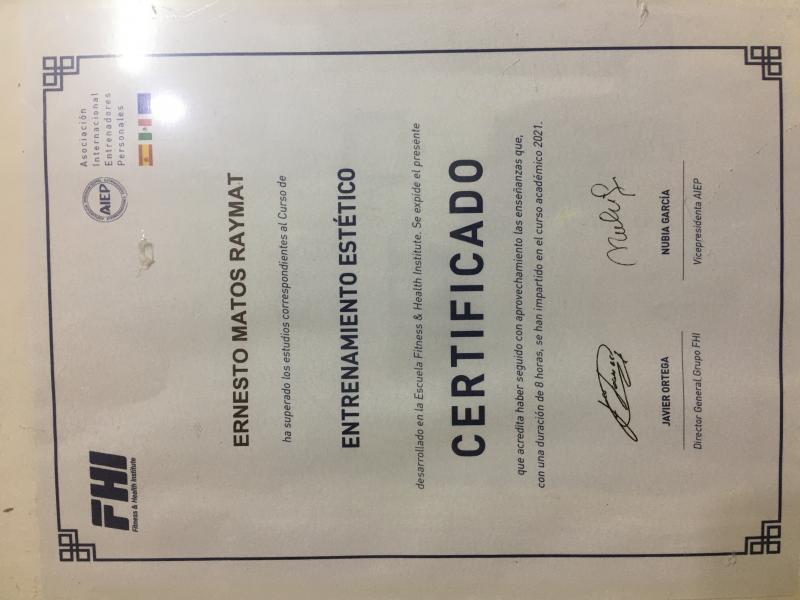 FHI
Fitness & Health Institute
AIEP
Asociación
Internacional
Entrenadores
Personales
ERNESTO MATOS RAYMAT
ha superado los estudios correspondientes al Curso de
ENTRENAMIENTO ESTÉTICO
desarrollado en la Escuela Fitness & Health Institute. Se expide el presente
CERTIFICADO
que acredita haber seguido con aprovechamiento las enseñanzas que,
con una duración de 8 horas, se han impartido en el curso académico 2021.
JAVIER ORTEGA
Director General Grupo FHI
NUBIA GARCÍA
Vicepresidenta AIEP